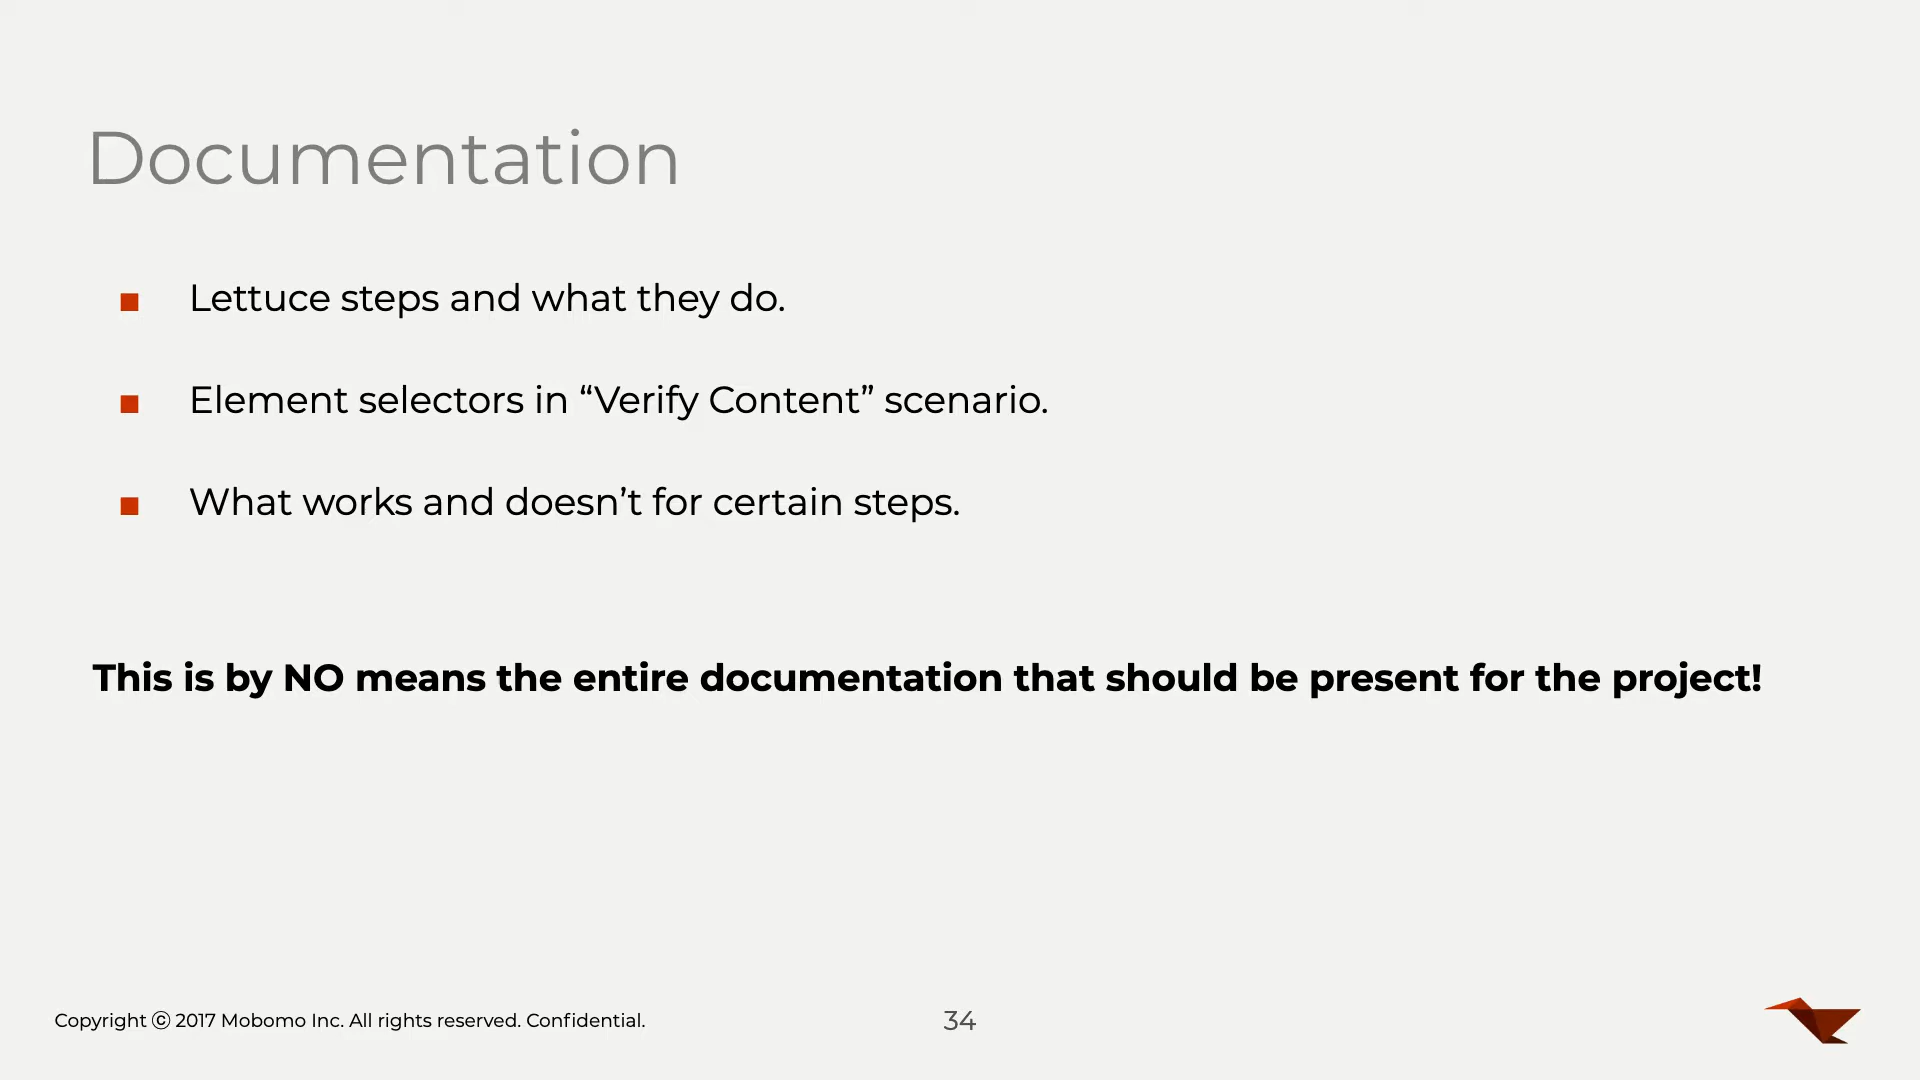 Documentation
■ Lettuce steps and what they do.
■ Element selectors in “Verify Content” scenario.
■ What works and doesn’t for certain steps.
This is by NO means the entire documentation that should be present for the project!
Copyright ⓒ 2017 Mobomo Inc. All rights reserved. Confidential.
34